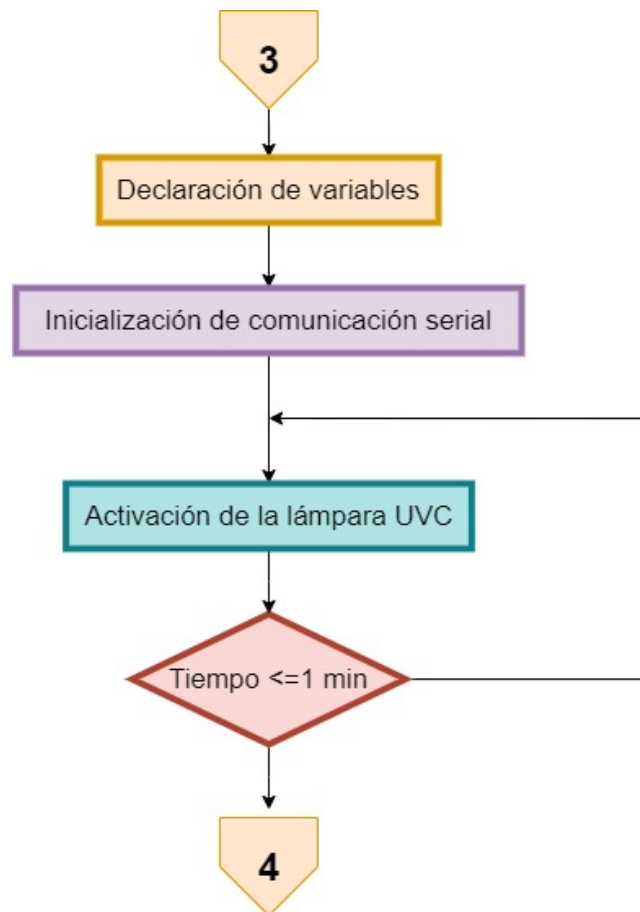 3
Declaración de variables
Inicialización de comunicación serial
Activación de la lámpara UVC
Tiempo <=1 min
4